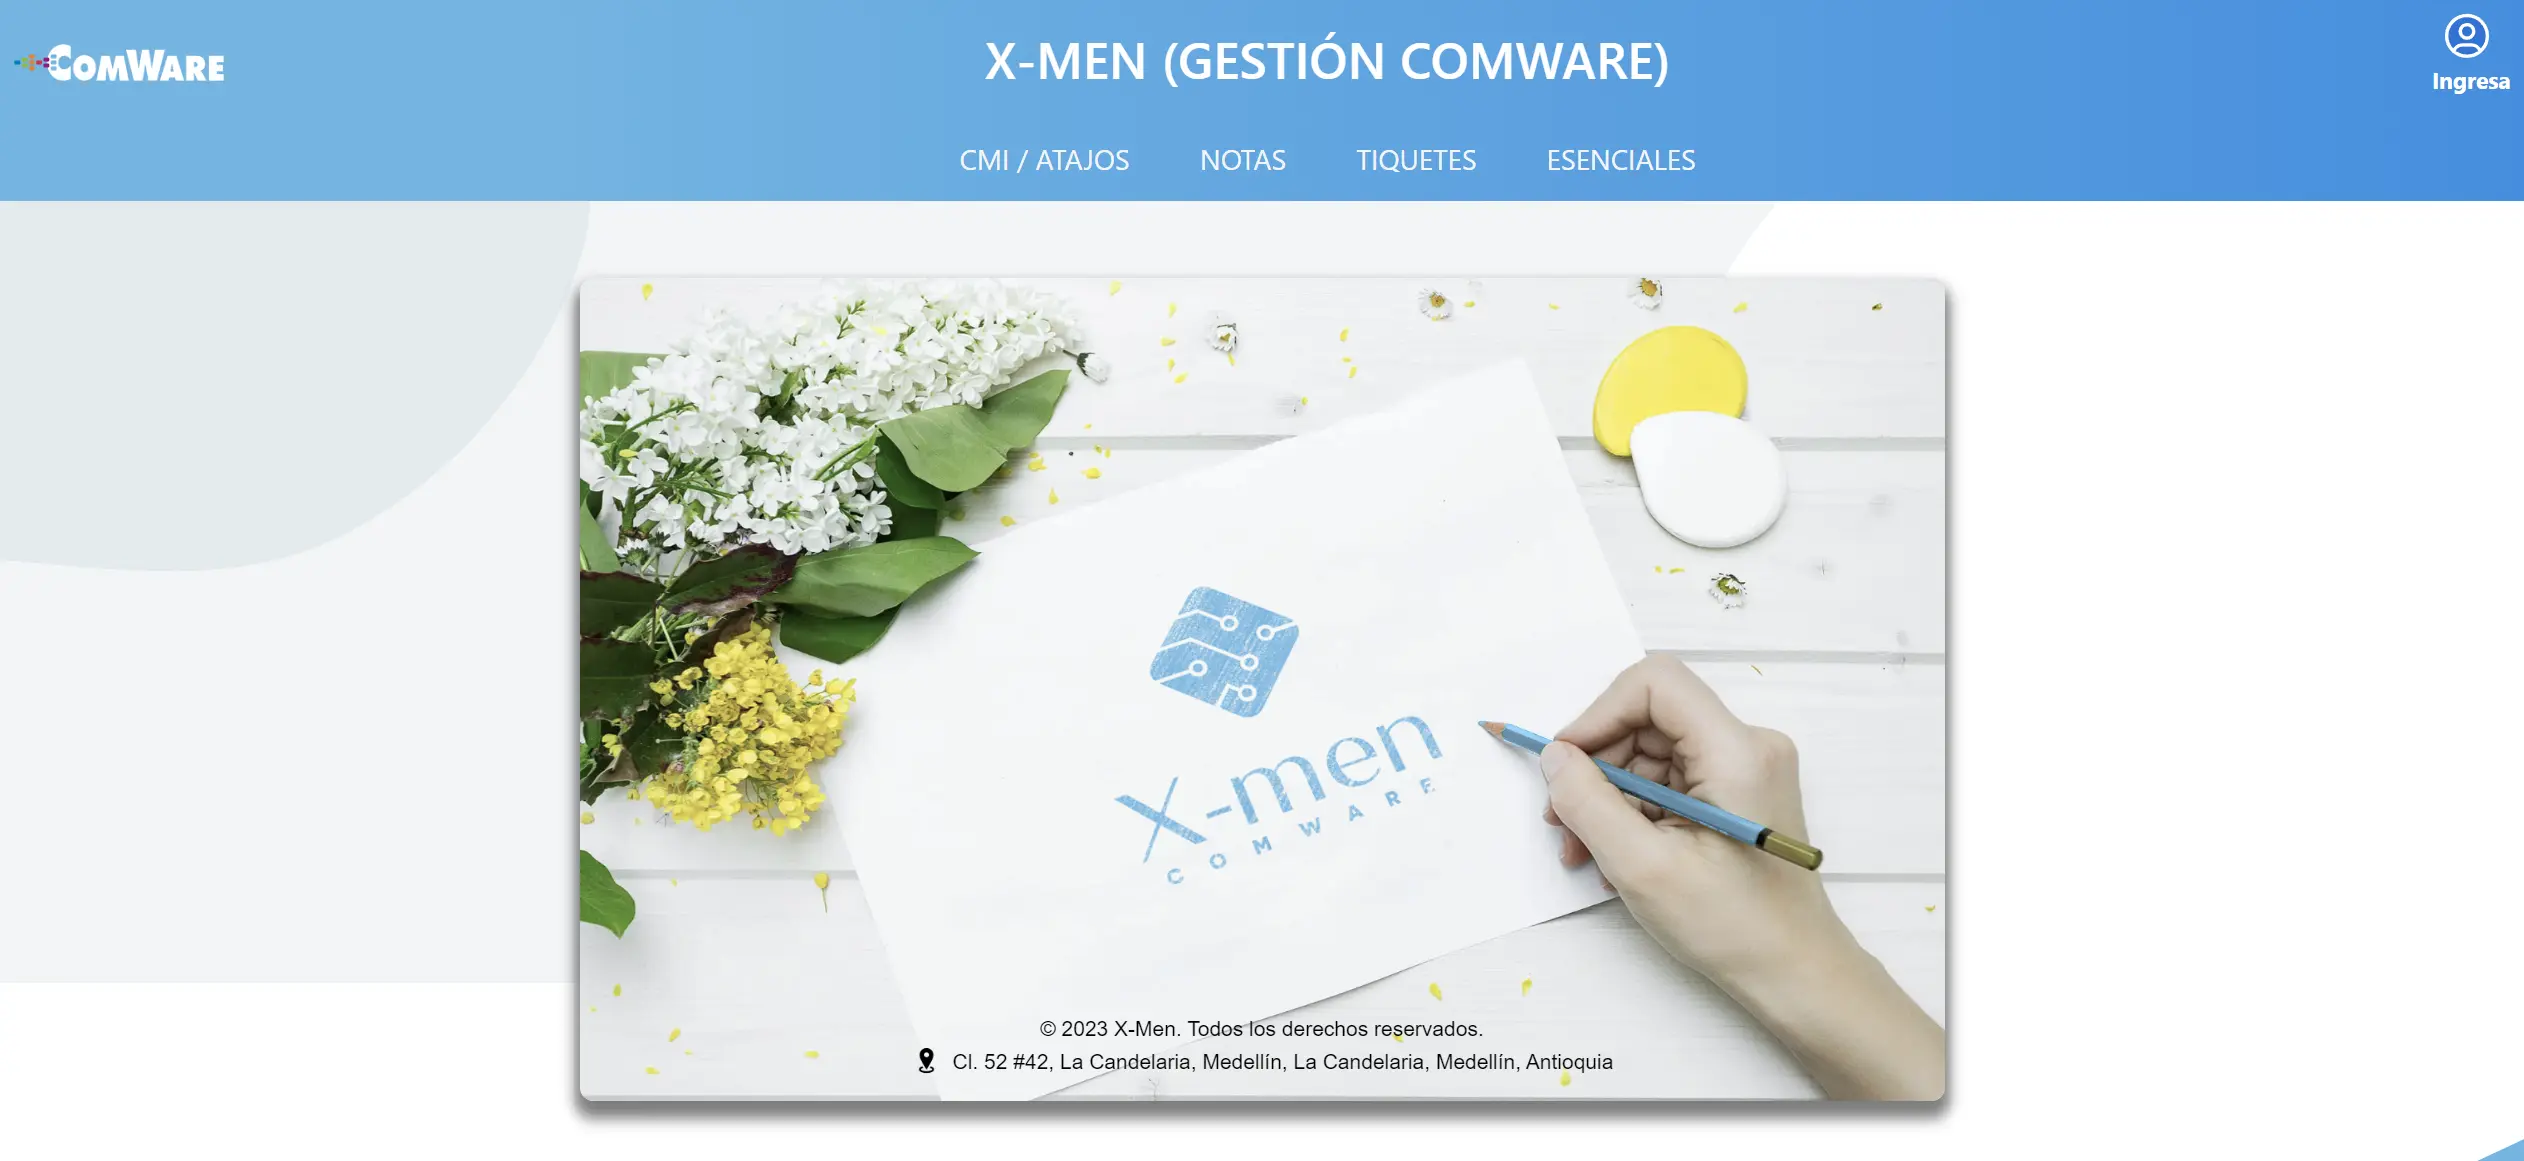 COMWARE
X-MEN (GESTIÓN COMWARE)
Ingresa
CMI / ATAJOS
NOTAS
TIQUETES
ESENCIALES
X-men
COMWARE
© 2023 X-Men. Todos los derechos reservados.
Cl. 52 #42, La Candelaria, Medellín, La Candelaria, Medellín, Antioquia